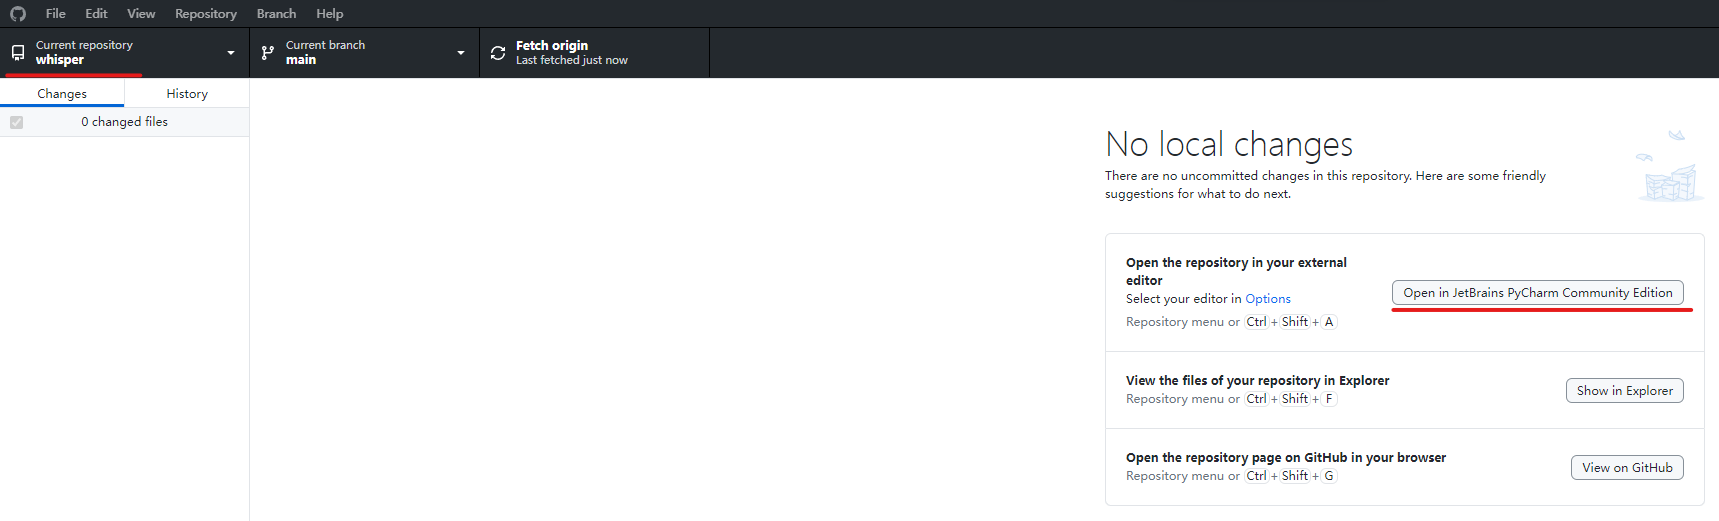 File Edit View Repository Branch Help
Current repository
whisper
Current branch
main
Fetch origin
Last fetched just now
Changes History
0 changed files
No local changes
There are no uncommitted changes in this repository. Here are some friendly
suggestions for what to do next.
Open the repository in your external
editor
Select your editor in Options
Repository menu or Ctrl+Shift+A
Open in JetBrains PyCharm Community Edition
View the files of your repository in Explorer
Repository menu or Ctrl+Shift+F
Show in Explorer
Open the repository page on GitHub in your browser
Repository menu or Ctrl+Shift+G
View on GitHub